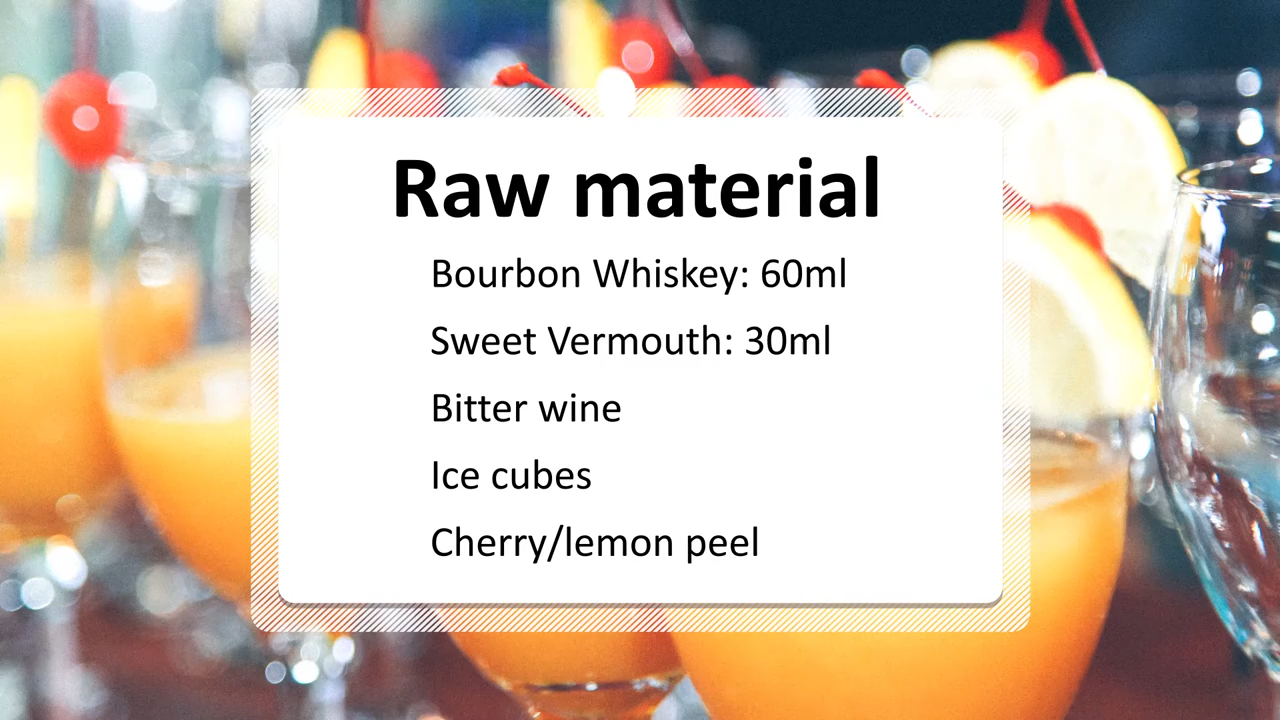 Raw material
Bourbon Whiskey: 60ml
Sweet Vermouth: 30ml
Bitter wine
Ice cubes
Cherry/lemon peel